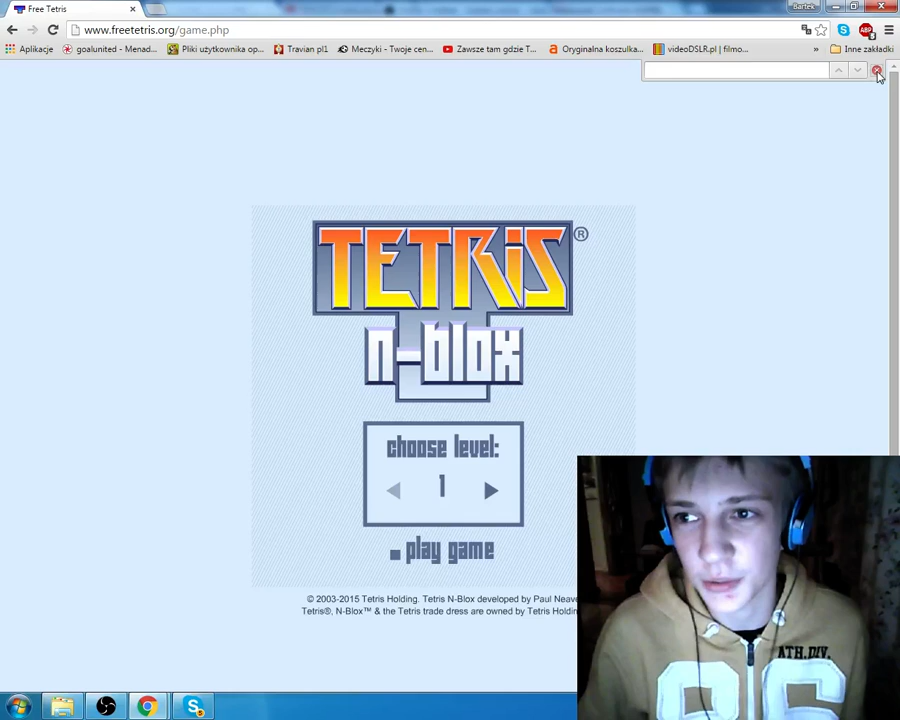 Free Tetris
Bartek
www.freetetris.org/game.php
ABP
3
Aplikacje
goalunited - Menad...
Pliki użytkownika op...
Travian pl1
Meczyki - Twoje cen...
Zawsze tam gdzie T...
Oryginalna koszulka...
videoDSLR.pl | filmo...
»
Inne zakładki
TETRIS®
n-blox
choose level:
1
play game
© 2003-2015 Tetris Holding. Tetris N-Blox developed by Paul Neave
Tetris®, N-Blox™ & the Tetris trade dress are owned by Tetris Holdin
ATH.DIV.